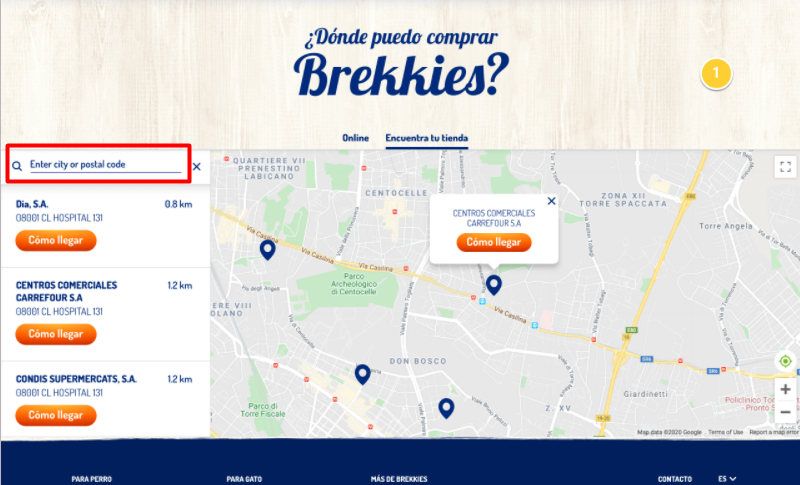 ¿Dónde puedo comprar
Brekkies?
1
Online
Encuentra tu tienda
Enter city or postal code
Dia, S.A.
0.8 km
08001 CL HOSPITAL 131
Cómo llegar
CENTROS COMERCIALES
CARREFOUR S.A
1.2 km
08001 CL HOSPITAL 131
Cómo llegar
CONDIS SUPERMERCATS, S.A.
1.2 km
08001 CL HOSPITAL 131
Cómo llegar
QUARTIERE VII
PRENESTINO
LABICANO
CENTOCELLE
ZONA XII
TORRE SPACCATA
Torre Angela
CENTROS COMERCIALES
CARREFOUR S.A
Cómo llegar
Via Casilina
Via Casilina
Parco
Archeologico
di Centocelle
Via Casilina
DON BOSCO
Parco di
Torre Fiscale
Giardinetti
Z. XV
Policlinico Tor
Map data ©2020 Google
Terms of Use
Report a map error
PARA PERRO
PARA GATO
MÁS DE BREKKIES
CONTACTO
ES